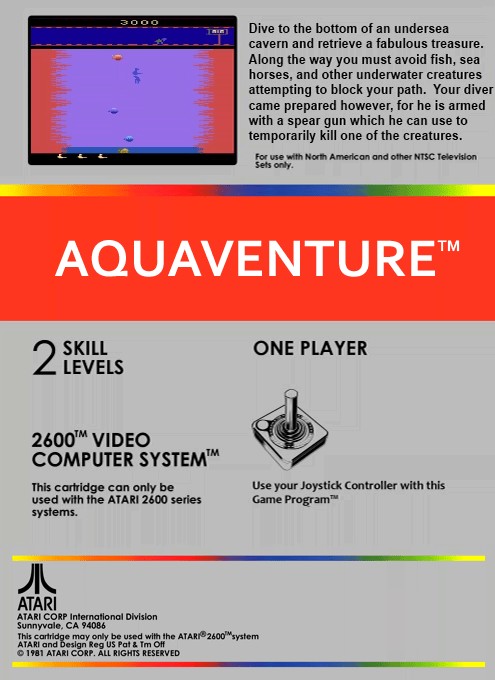 3000
Dive to the bottom of an undersea
cavern and retrieve a fabulous treasure.
Along the way you must avoid fish, sea
horses, and other underwater creatures
attempting to block your path. Your diver
came prepared however, for he is armed
with a spear gun which he can use to
temporarily kill one of the creatures.
For use with North American and other NTSC Television
Sets only.
AQUAVENTURE™
2 SKILL
LEVELS
ONE PLAYER
2600™ VIDEO
COMPUTER SYSTEM™
This cartridge can only be
used with the ATARI 2600 series
systems.
Use your Joystick Controller with this
Game Program™
ATARI
ATARI CORP International Division
Sunnyvale, CA 94086
This cartridge may only be used with the ATARI®2600™system
ATARI and Design Reg US Pat & Tm Off
© 1981 ATARI CORP. ALL RIGHTS RESERVED